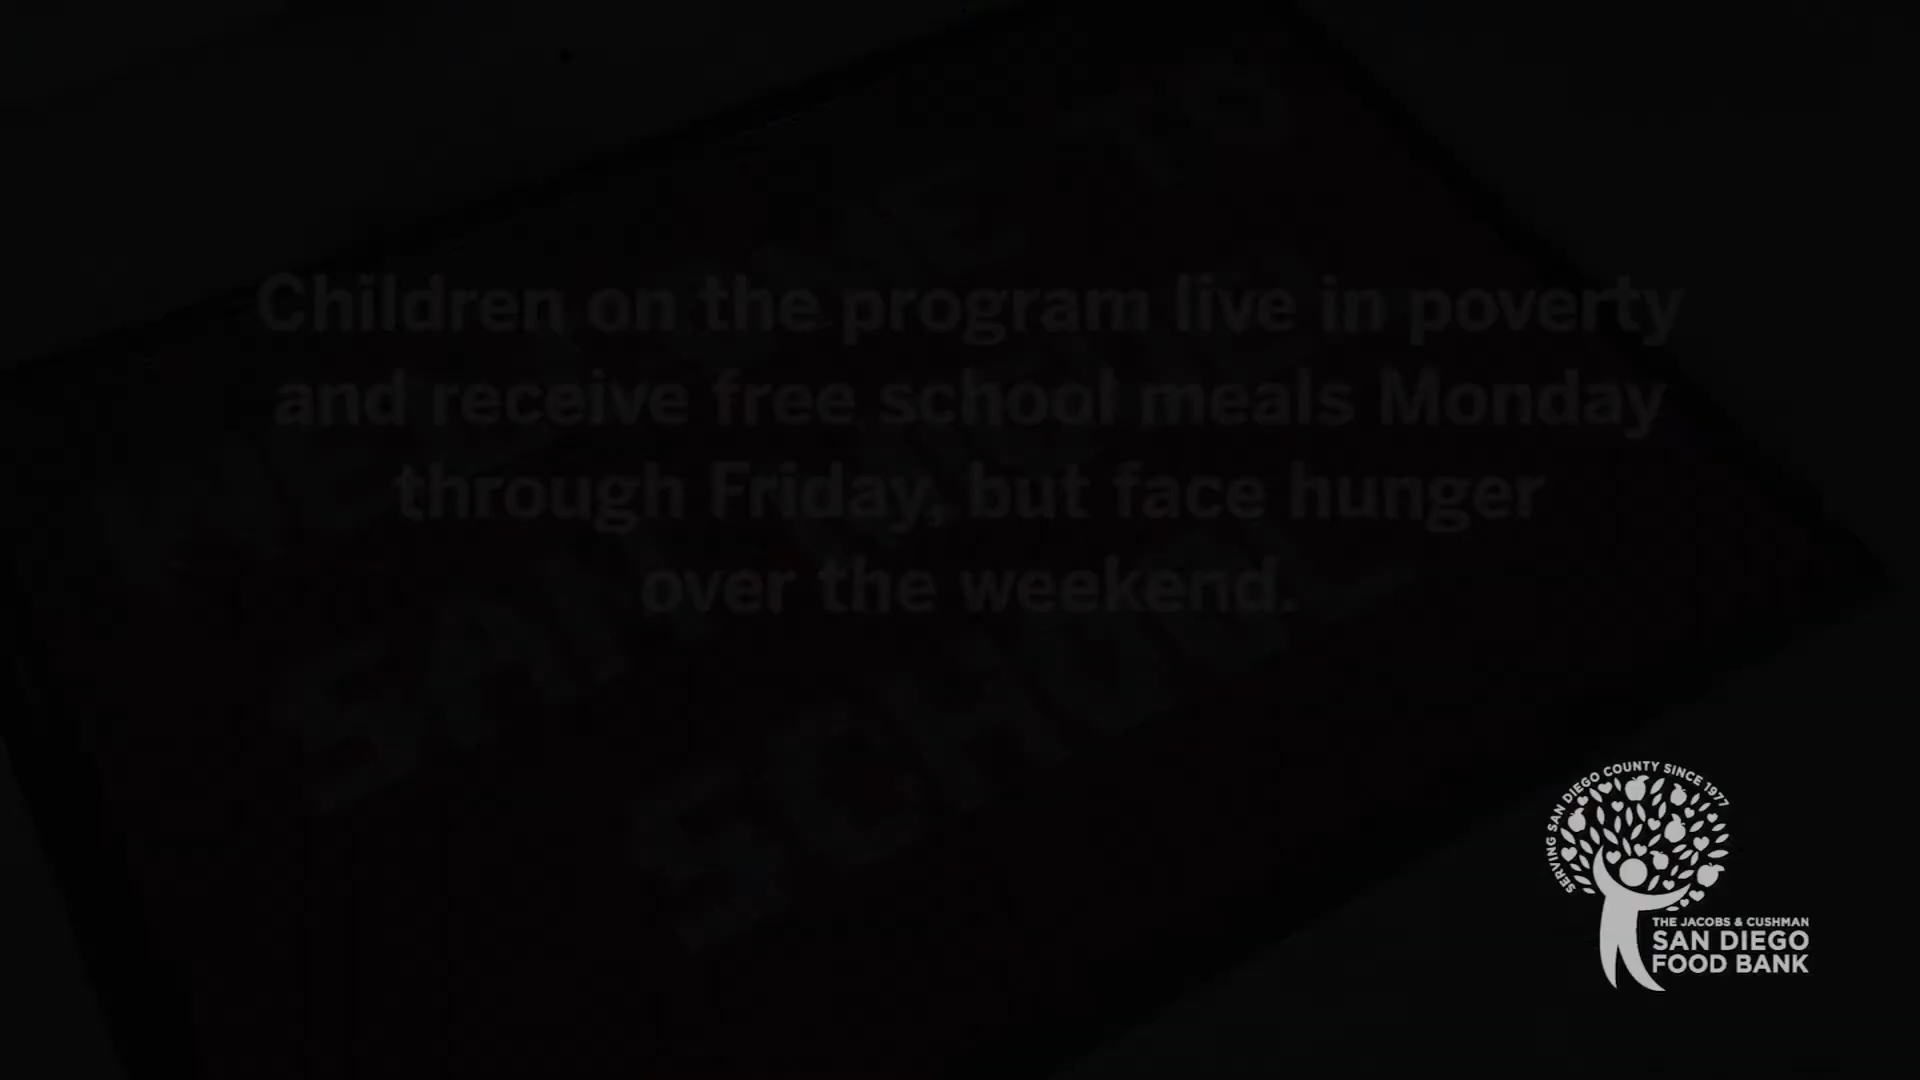 Children on the program live in poverty
and receive free school meals Monday
through Friday, but face hunger
over the weekend.
SERVING SAN DIEGO COUNTY SINCE 1977
THE JACOBS & CUSHMAN
SAN DIEGO
FOOD BANK